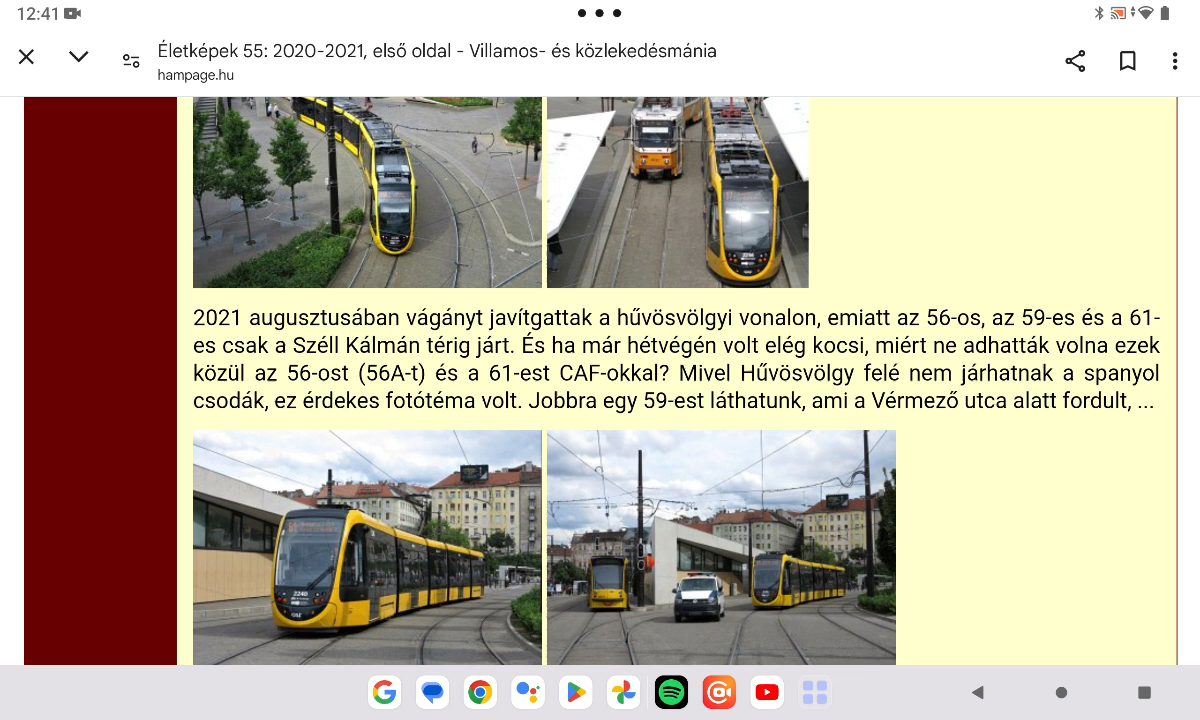 12:41
Életképek 55: 2020-2021, első oldal - Villamos- és közlekedésmánia
hampage.hu
2021 augusztusában vágányt javítgattak a hűvösvölgyi vonalon, emiatt az 56-os, az 59-es és a 61-
es csak a Széll Kálmán térig járt. És ha már hétvégén volt elég kocsi, miért ne adhatták volna ezek
közül az 56-ost (56A-t) és a 61-est CAF-okkal? Mivel Hűvösvölgy felé nem járhatnak a spanyol
csodák, ez érdekes fotótéma volt. Jobbra egy 59-est láthatunk, ami a Vérmező utca alatt fordult, ...
2240